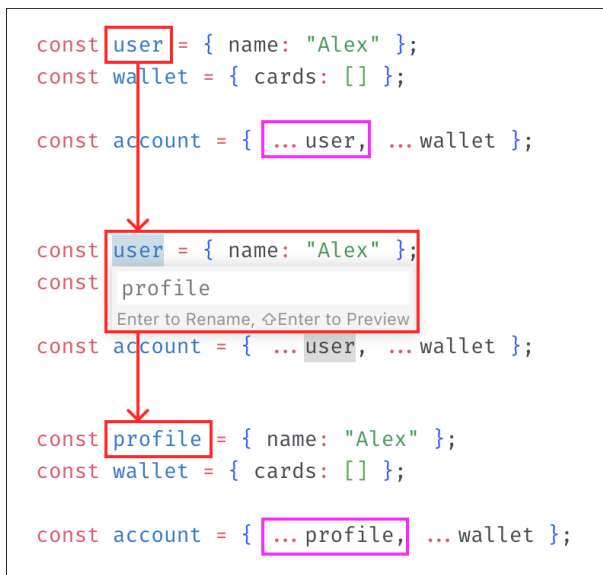 const user = { name: "Alex" };
const wallet = { cards: [] };
const account = { ...user, ...wallet };
const user = { name: "Alex" };
const
profile
Enter to Rename, ⇧Enter to Preview
const account = { ...user, ...wallet };
const profile = { name: "Alex" };
const wallet = { cards: [] };
const account = { ...profile, ...wallet };